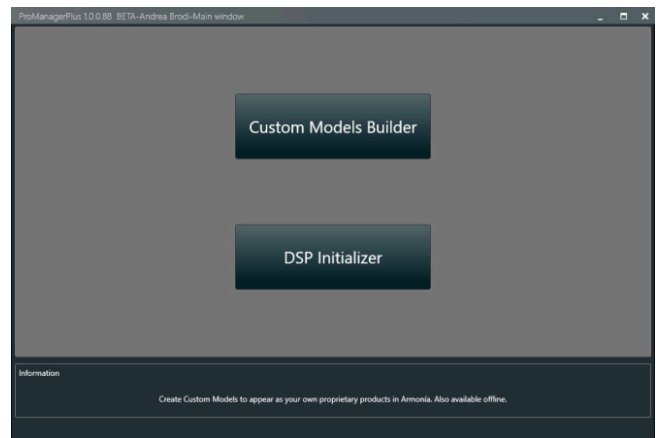 ProManagerPlus 1.0.0.88 BETA-Andrea Brodi-Main window
Custom Models Builder
DSP Initializer
Information
Create Custom Models to appear as your own proprietary products in Armonía. Also available offline.